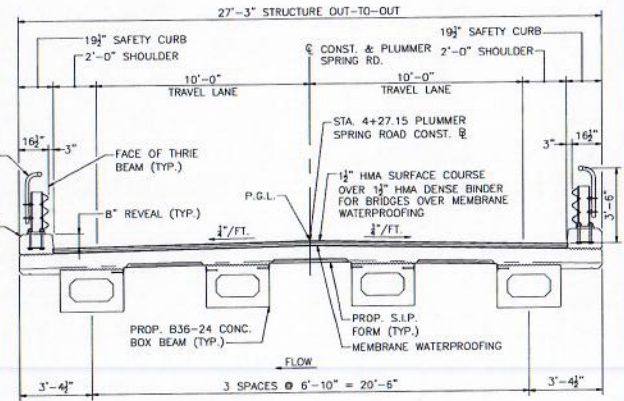 27'-3" STRUCTURE OUT-TO-OUT
19½" SAFETY CURB
2'-0" SHOULDER
℄ CONST. & PLUMMER
SPRING RD.
19½" SAFETY CURB
2'-0" SHOULDER
10'-0"
TRAVEL LANE
10'-0"
TRAVEL LANE
16½"
3"
FACE OF THRIE
BEAM (TYP.)
STA. 4+27.15 PLUMMER
SPRING ROAD CONST. ℄
3"
16½"
1½" HMA SURFACE COURSE
OVER 1½" HMA DENSE BINDER
FOR BRIDGES OVER MEMBRANE
WATERPROOFING
P.G.L.
8" REVEAL (TYP.)
3'-6"
¼"/FT.
¼"/FT.
PROP. B36-24 CONC.
BOX BEAM (TYP.)
PROP. S.I.P.
FORM (TYP.)
MEMBRANE WATERPROOFING
FLOW
3'-4½"
3 SPACES @ 6'-10" = 20'-6"
3'-4½"